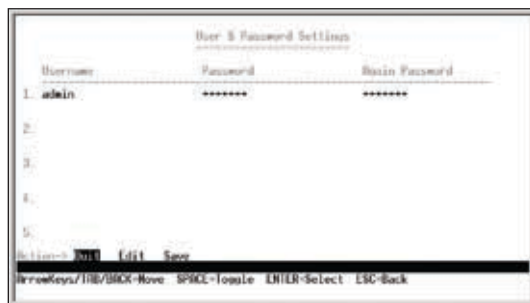 User & Password Settings
Username Password Again Password
1. admin ******* *******
2.
3.
4.
5.
Action-> Quit Edit Save
ArrowKeys/TAB/BACK=Move SPACE=Toggle ENTER=Select ESC=Back